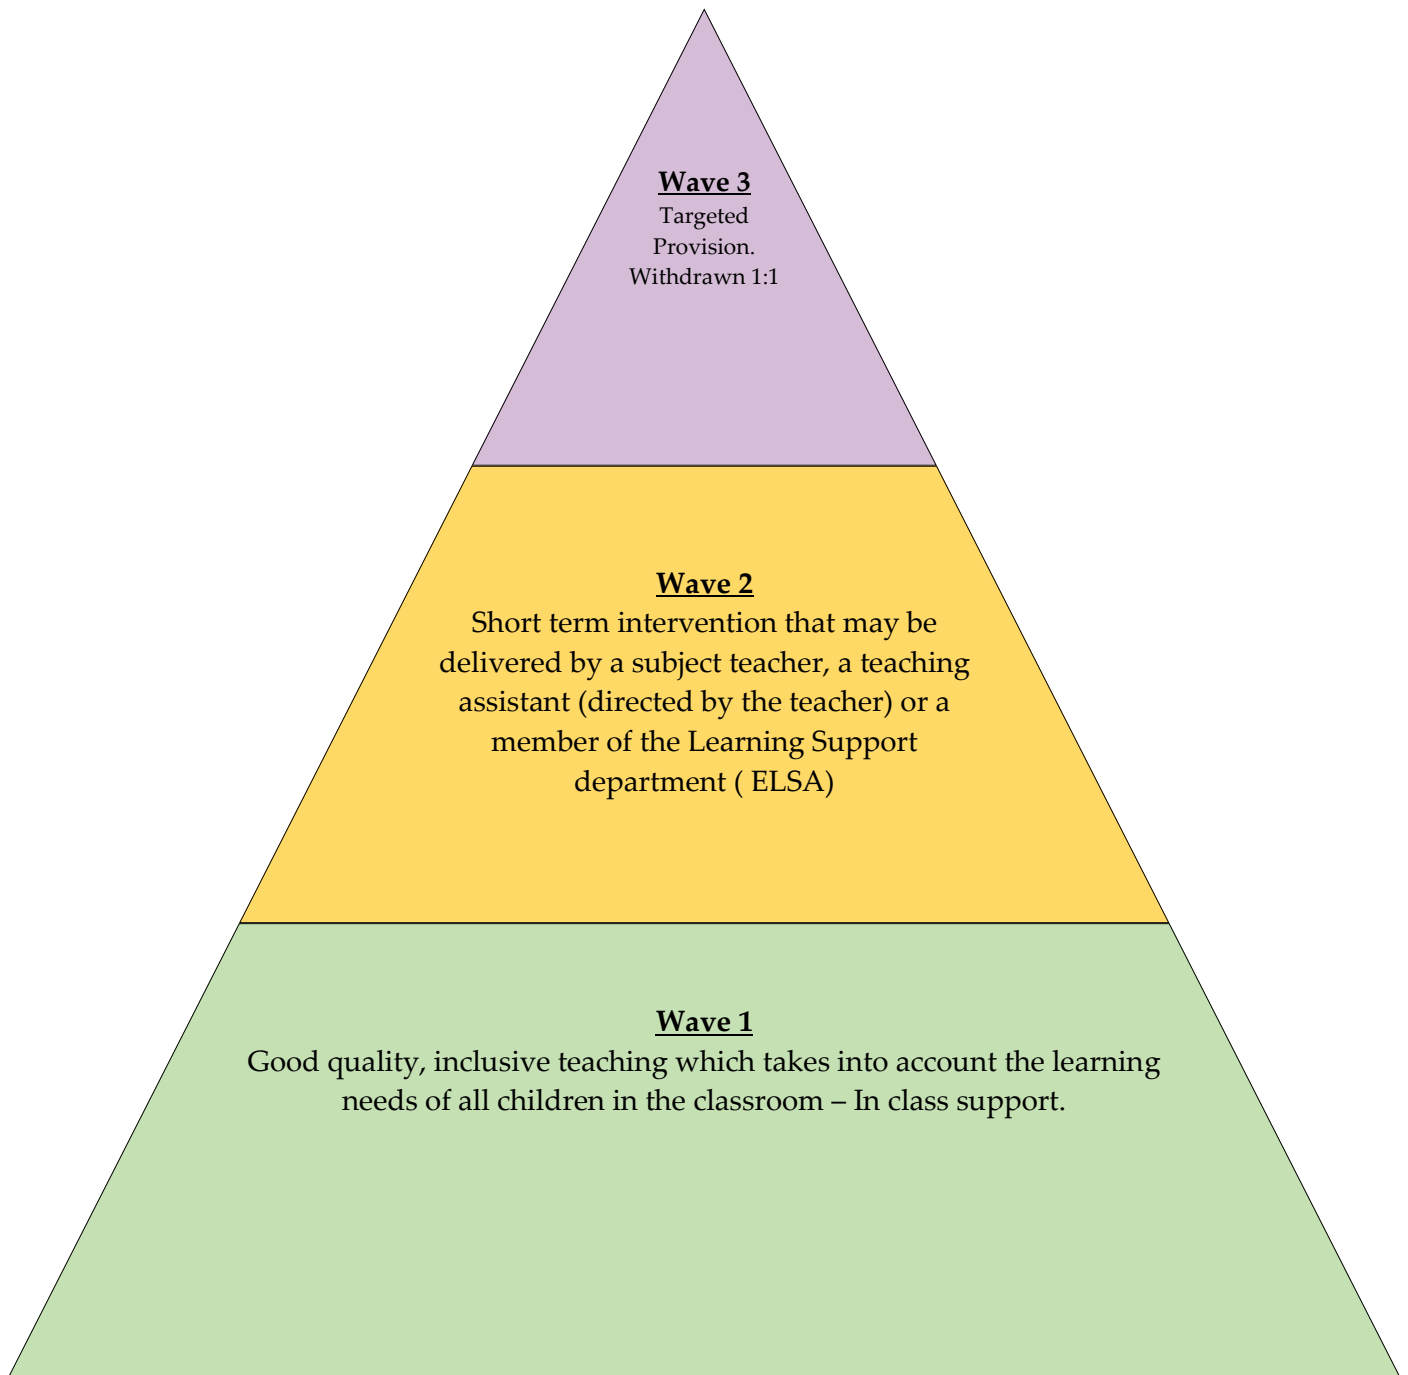 Wave 3
Targeted
Provision.
Withdrawn 1:1
Wave 2
Short term intervention that may be
delivered by a subject teacher, a teaching
assistant (directed by the teacher) or a
member of the Learning Support
department ( ELSA)
Wave 1
Good quality, inclusive teaching which takes into account the learning
needs of all children in the classroom – In class support.